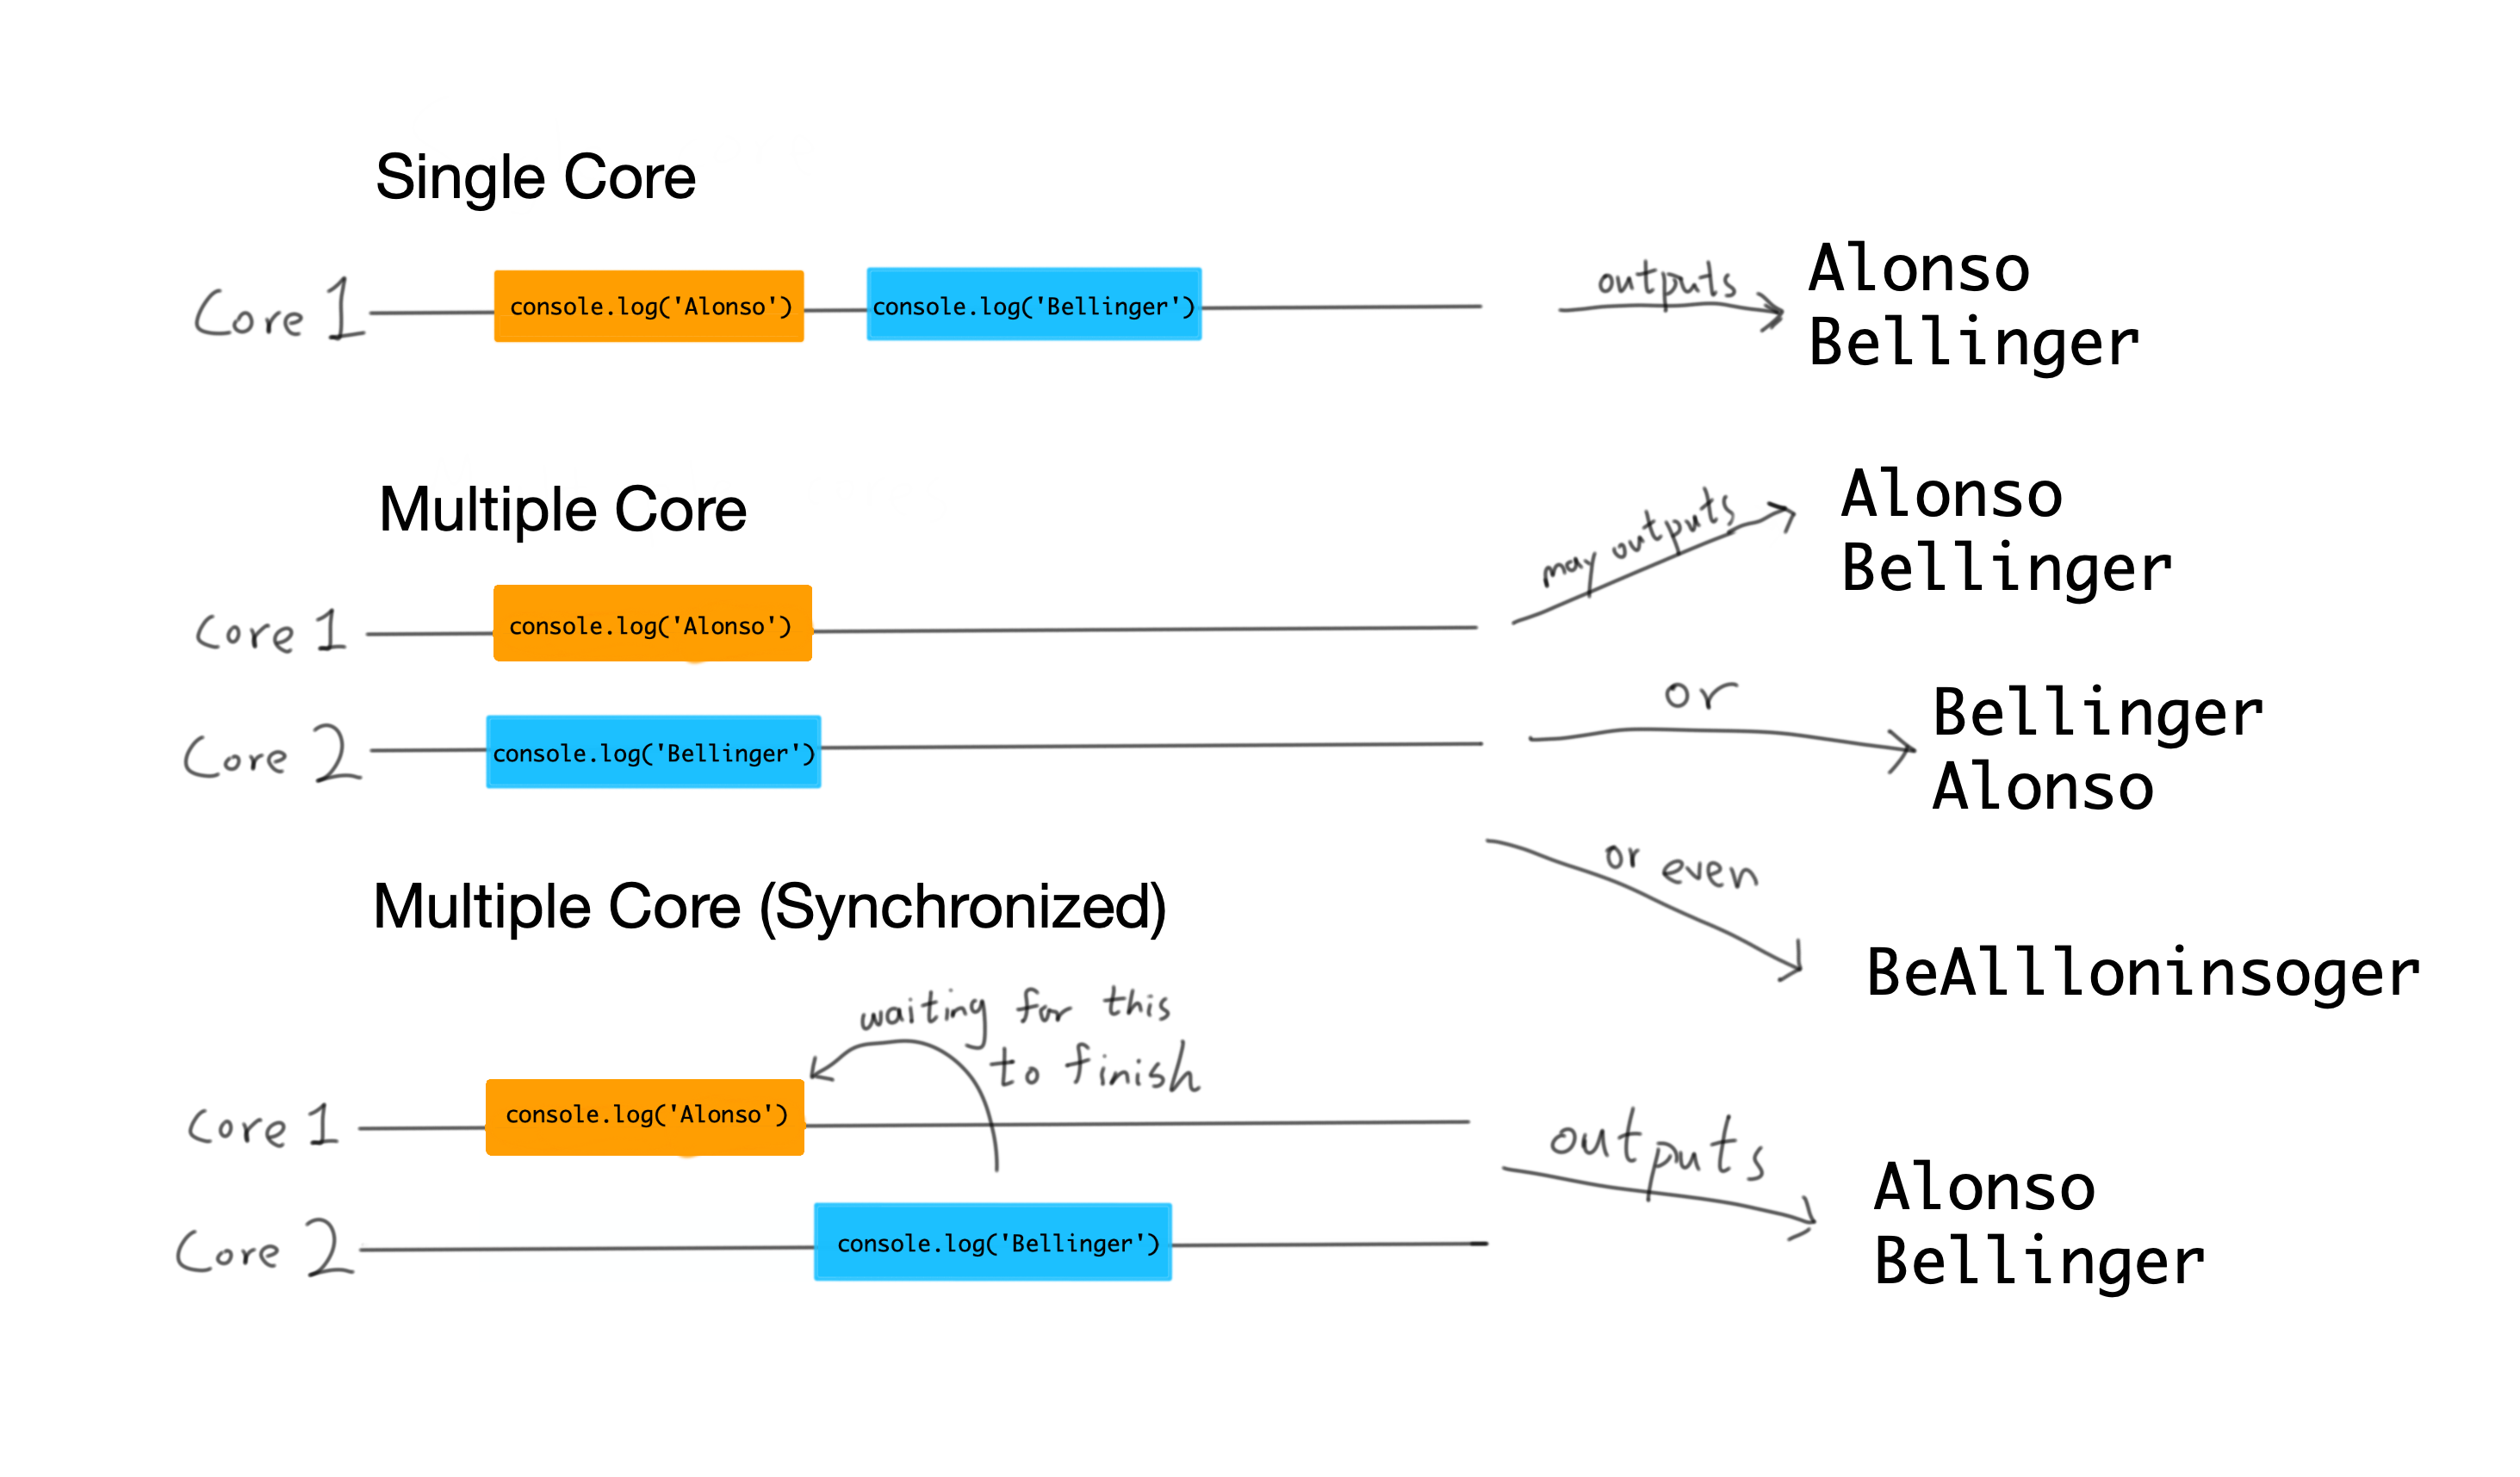 Single Core
Core 1
console.log('Alonso')
console.log('Bellinger')
outputs
Alonso
Bellinger
Multiple Core
Core 1
console.log('Alonso')
Core 2
console.log('Bellinger')
may outputs
Alonso
Bellinger
or
Bellinger
Alonso
or even
BeAllloninsoger
Multiple Core (Synchronized)
waiting for this
to finish
Core 1
console.log('Alonso')
Core 2
console.log('Bellinger')
outputs
Alonso
Bellinger